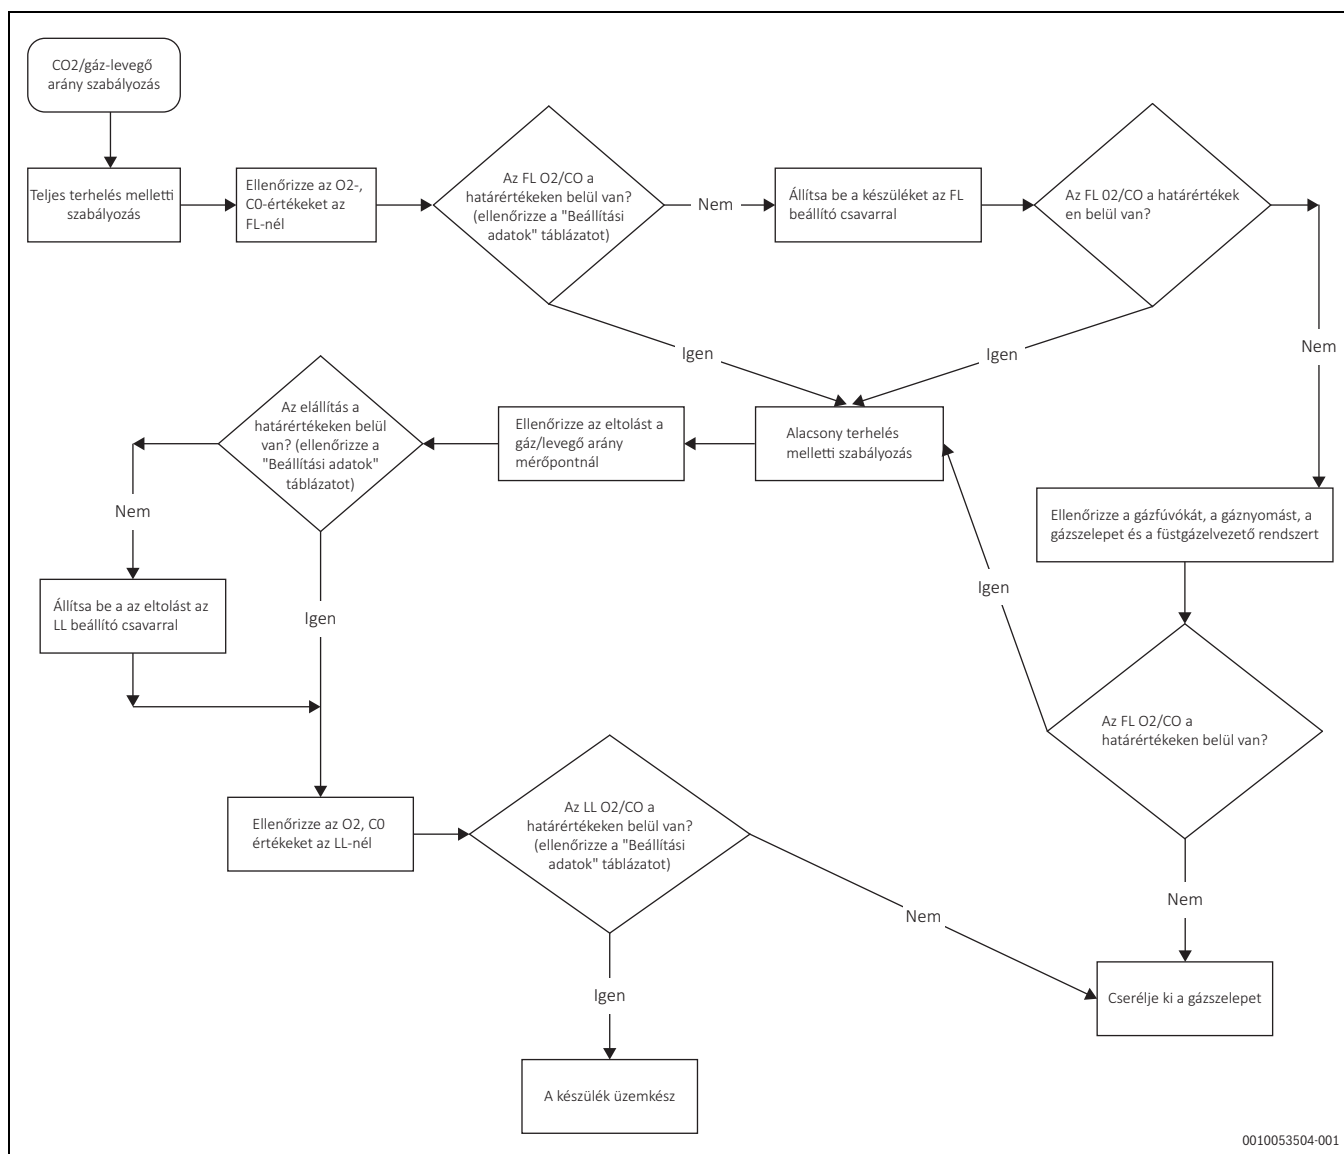 CO2/gáz-levegő
arány szabályozás
Teljes terhelés melletti
szabályozás
Ellenőrizze az O2-,
C0-értékeket az
FL-nél
Az FL O2/CO a
határértékeken belül van?
(ellenőrizze a "Beállítási
adatok" táblázatot)
Nem
Állítsa be a készüléket az FL
beállító csavarral
Az FL 02/CO a határértékek
en belül van?
Igen
Igen
Nem
Az elállítás a
határértékeken belül
van? (ellenőrizze a
"Beállítási adatok"
táblázatot)
Ellenőrizze az eltolást a
gáz/levegő arány
mérőpontnál
Alacsony terhelés
melletti szabályozás
Nem
Ellenőrizze a gázfúvókát, a gáznyomást, a
gázszelepet és a füstgázelvezető rendszert
Állítsa be a az eltolást az
LL beállító csavarral
Igen
Igen
Az FL O2/CO a
határértékeken belül van?
Ellenőrizze az O2, C0
értékeket az LL-nél
Az LL O2/CO a
határértékeken belül van?
(ellenőrizze a "Beállítási
adatok" táblázatot)
Nem
Nem
Igen
Cserélje ki a gázszelepet
A készülék üzemkész
0010053504-001